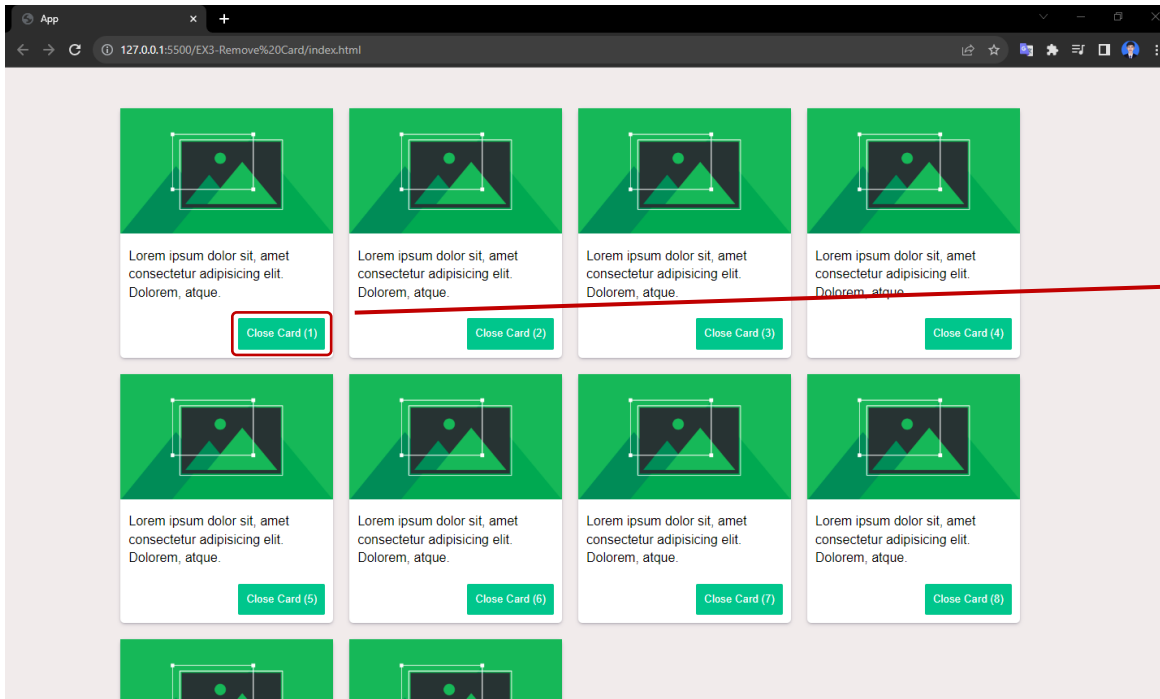 App
127.0.0.1:5500/EX3-Remove%20Card/index.html
Lorem ipsum dolor sit, amet
consectetur adipisicing elit.
Dolorem, atque.
Close Card (1)
Lorem ipsum dolor sit, amet
consectetur adipisicing elit.
Dolorem, atque.
Close Card (2)
Lorem ipsum dolor sit, amet
consectetur adipisicing elit.
Dolorem, atque.
Close Card (3)
Lorem ipsum dolor sit, amet
consectetur adipisicing elit.
Dolorem, atque.
Close Card (4)
Lorem ipsum dolor sit, amet
consectetur adipisicing elit.
Dolorem, atque.
Close Card (5)
Lorem ipsum dolor sit, amet
consectetur adipisicing elit.
Dolorem, atque.
Close Card (6)
Lorem ipsum dolor sit, amet
consectetur adipisicing elit.
Dolorem, atque.
Close Card (7)
Lorem ipsum dolor sit, amet
consectetur adipisicing elit.
Dolorem, atque.
Close Card (8)